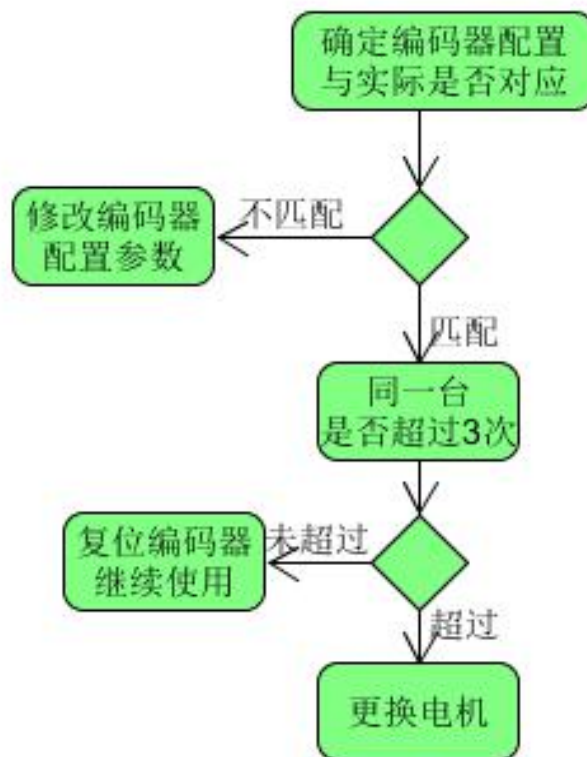 确定编码器配置
与实际是否对应
不匹配
修改编码器
配置参数
匹配
同一台
是否超过3次
未超过
复位编码器
继续使用
超过
更换电机